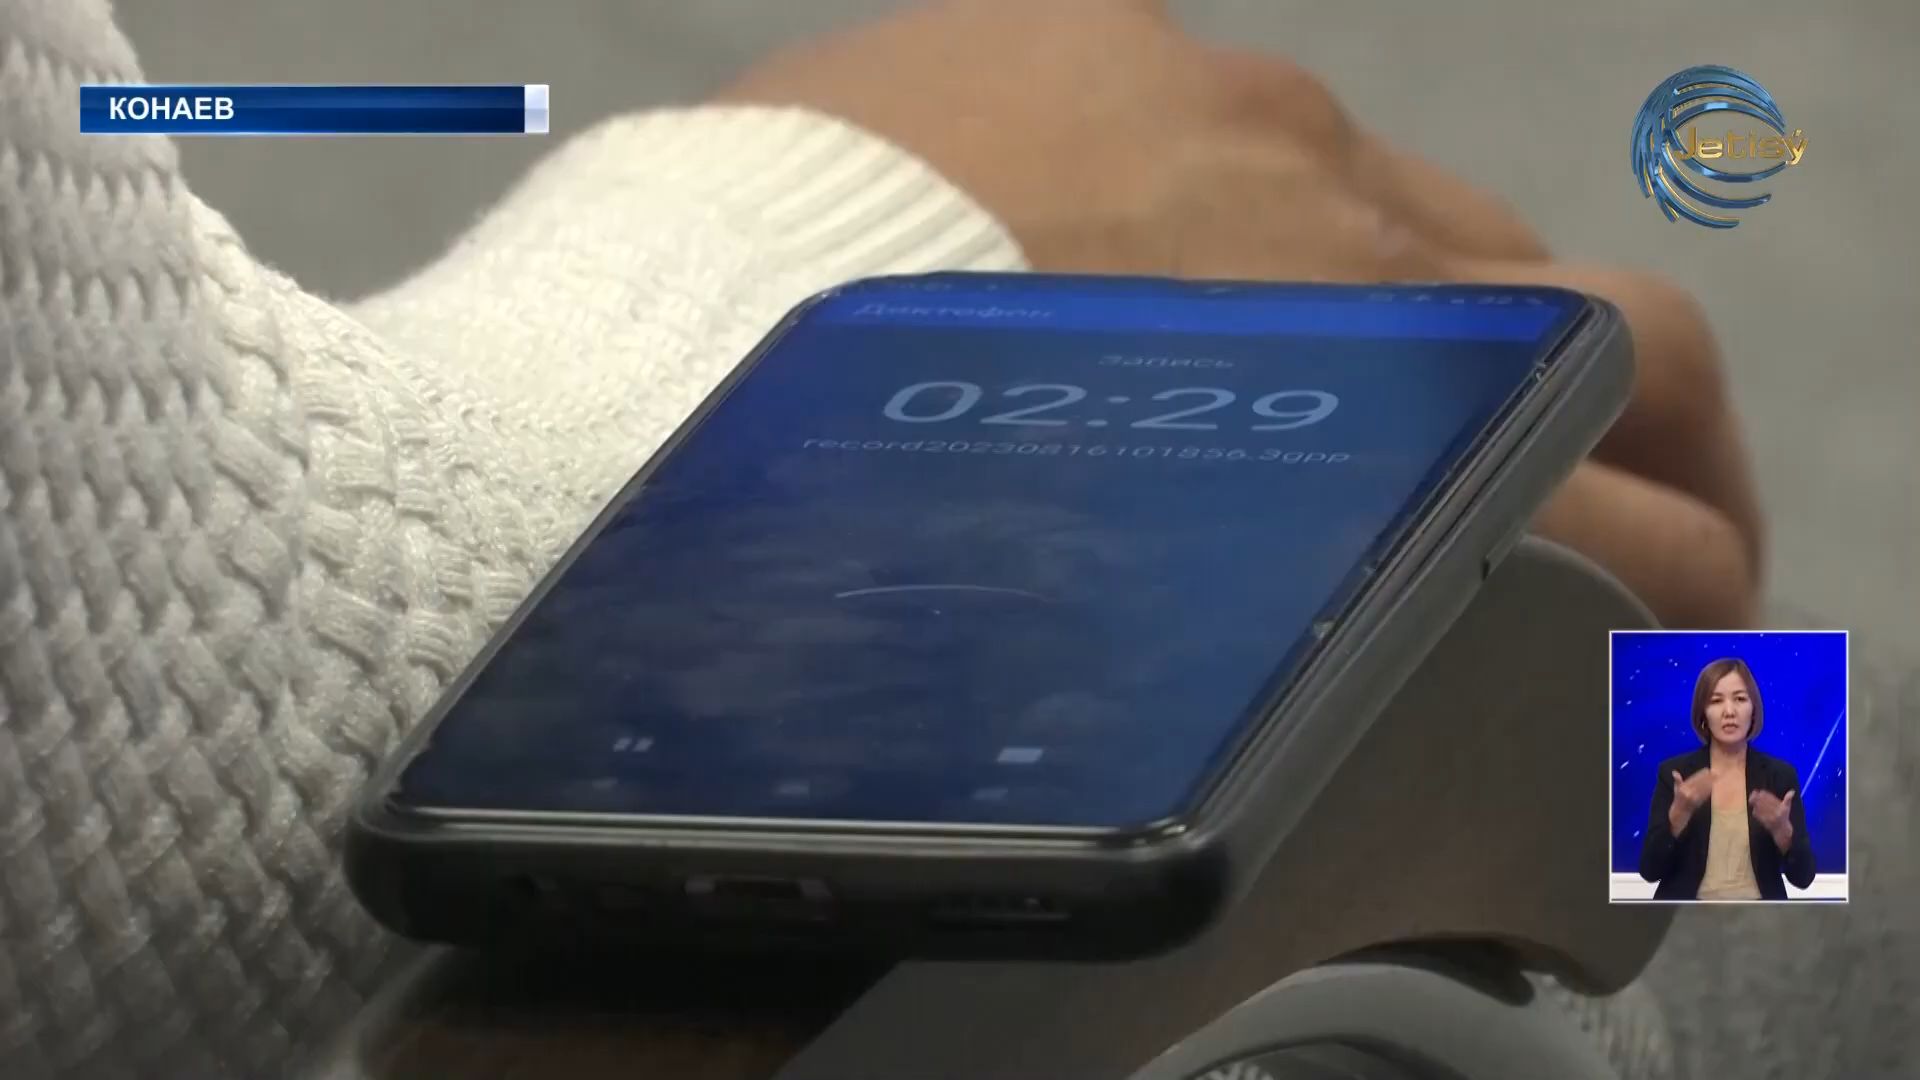 КОНАЕВ
Jetisý
Диктофон
Запись
02:29
record20230816101856.3gpp